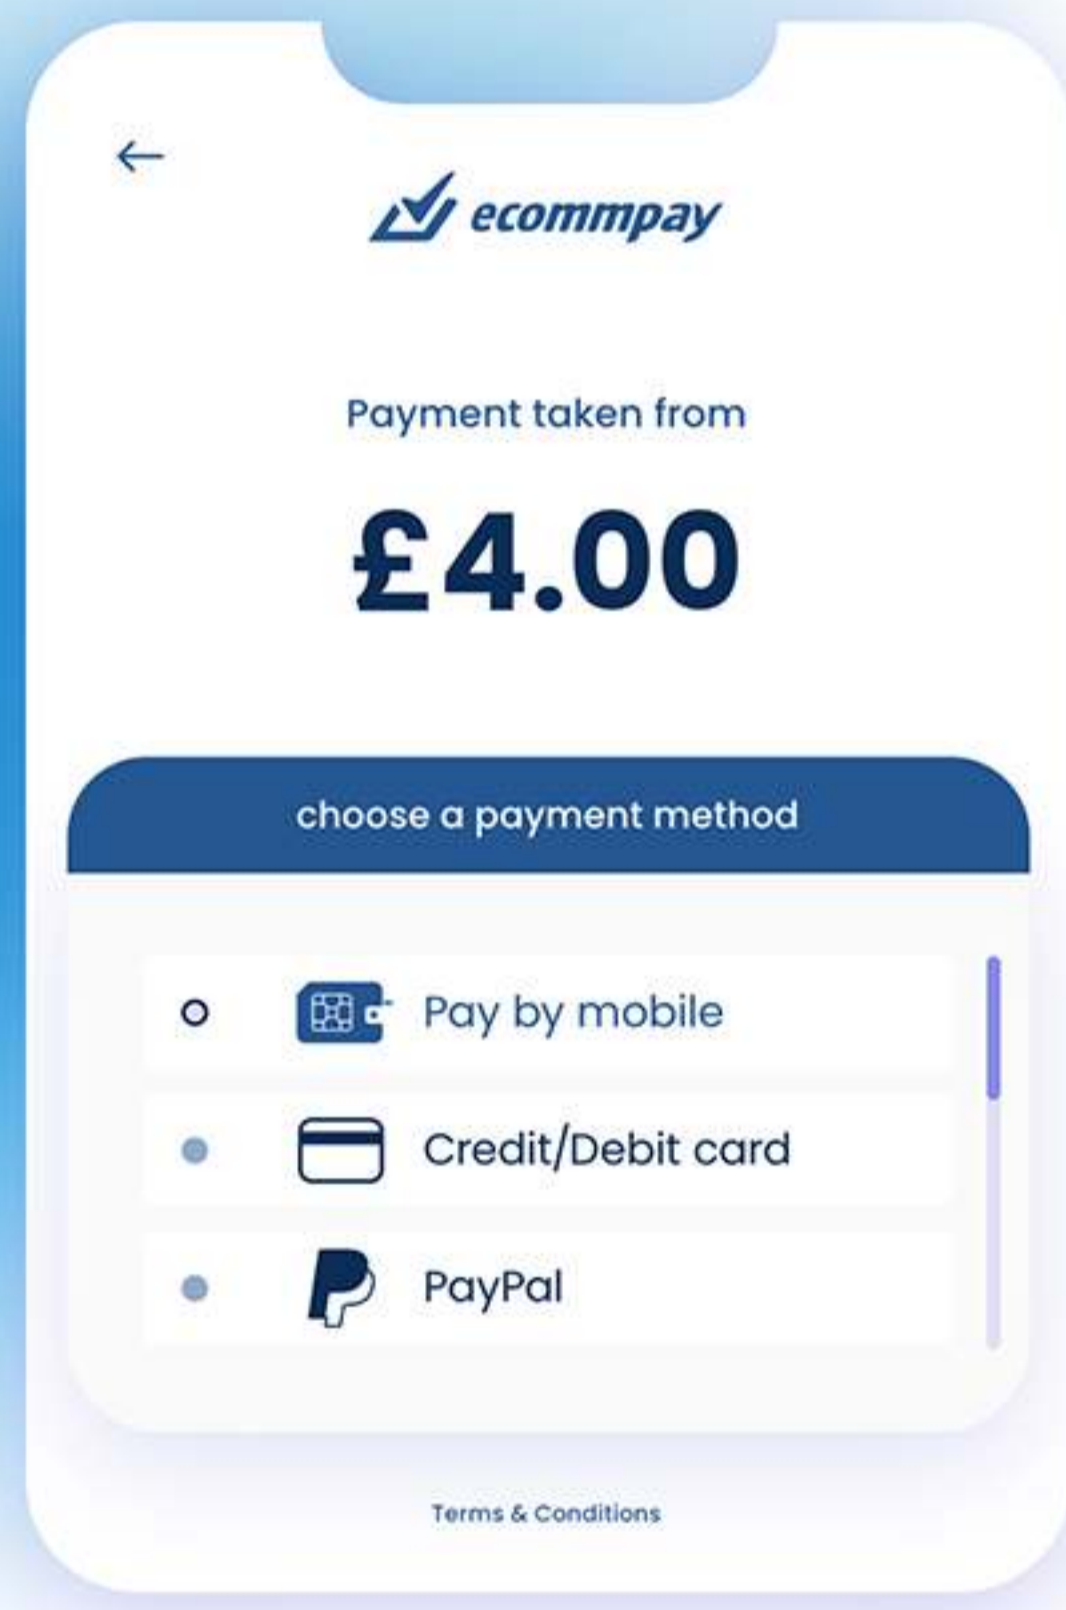 ecommpay
Payment taken from
£4.00
choose a payment method
Pay by mobile
Credit/Debit card
PayPal
Terms & Conditions